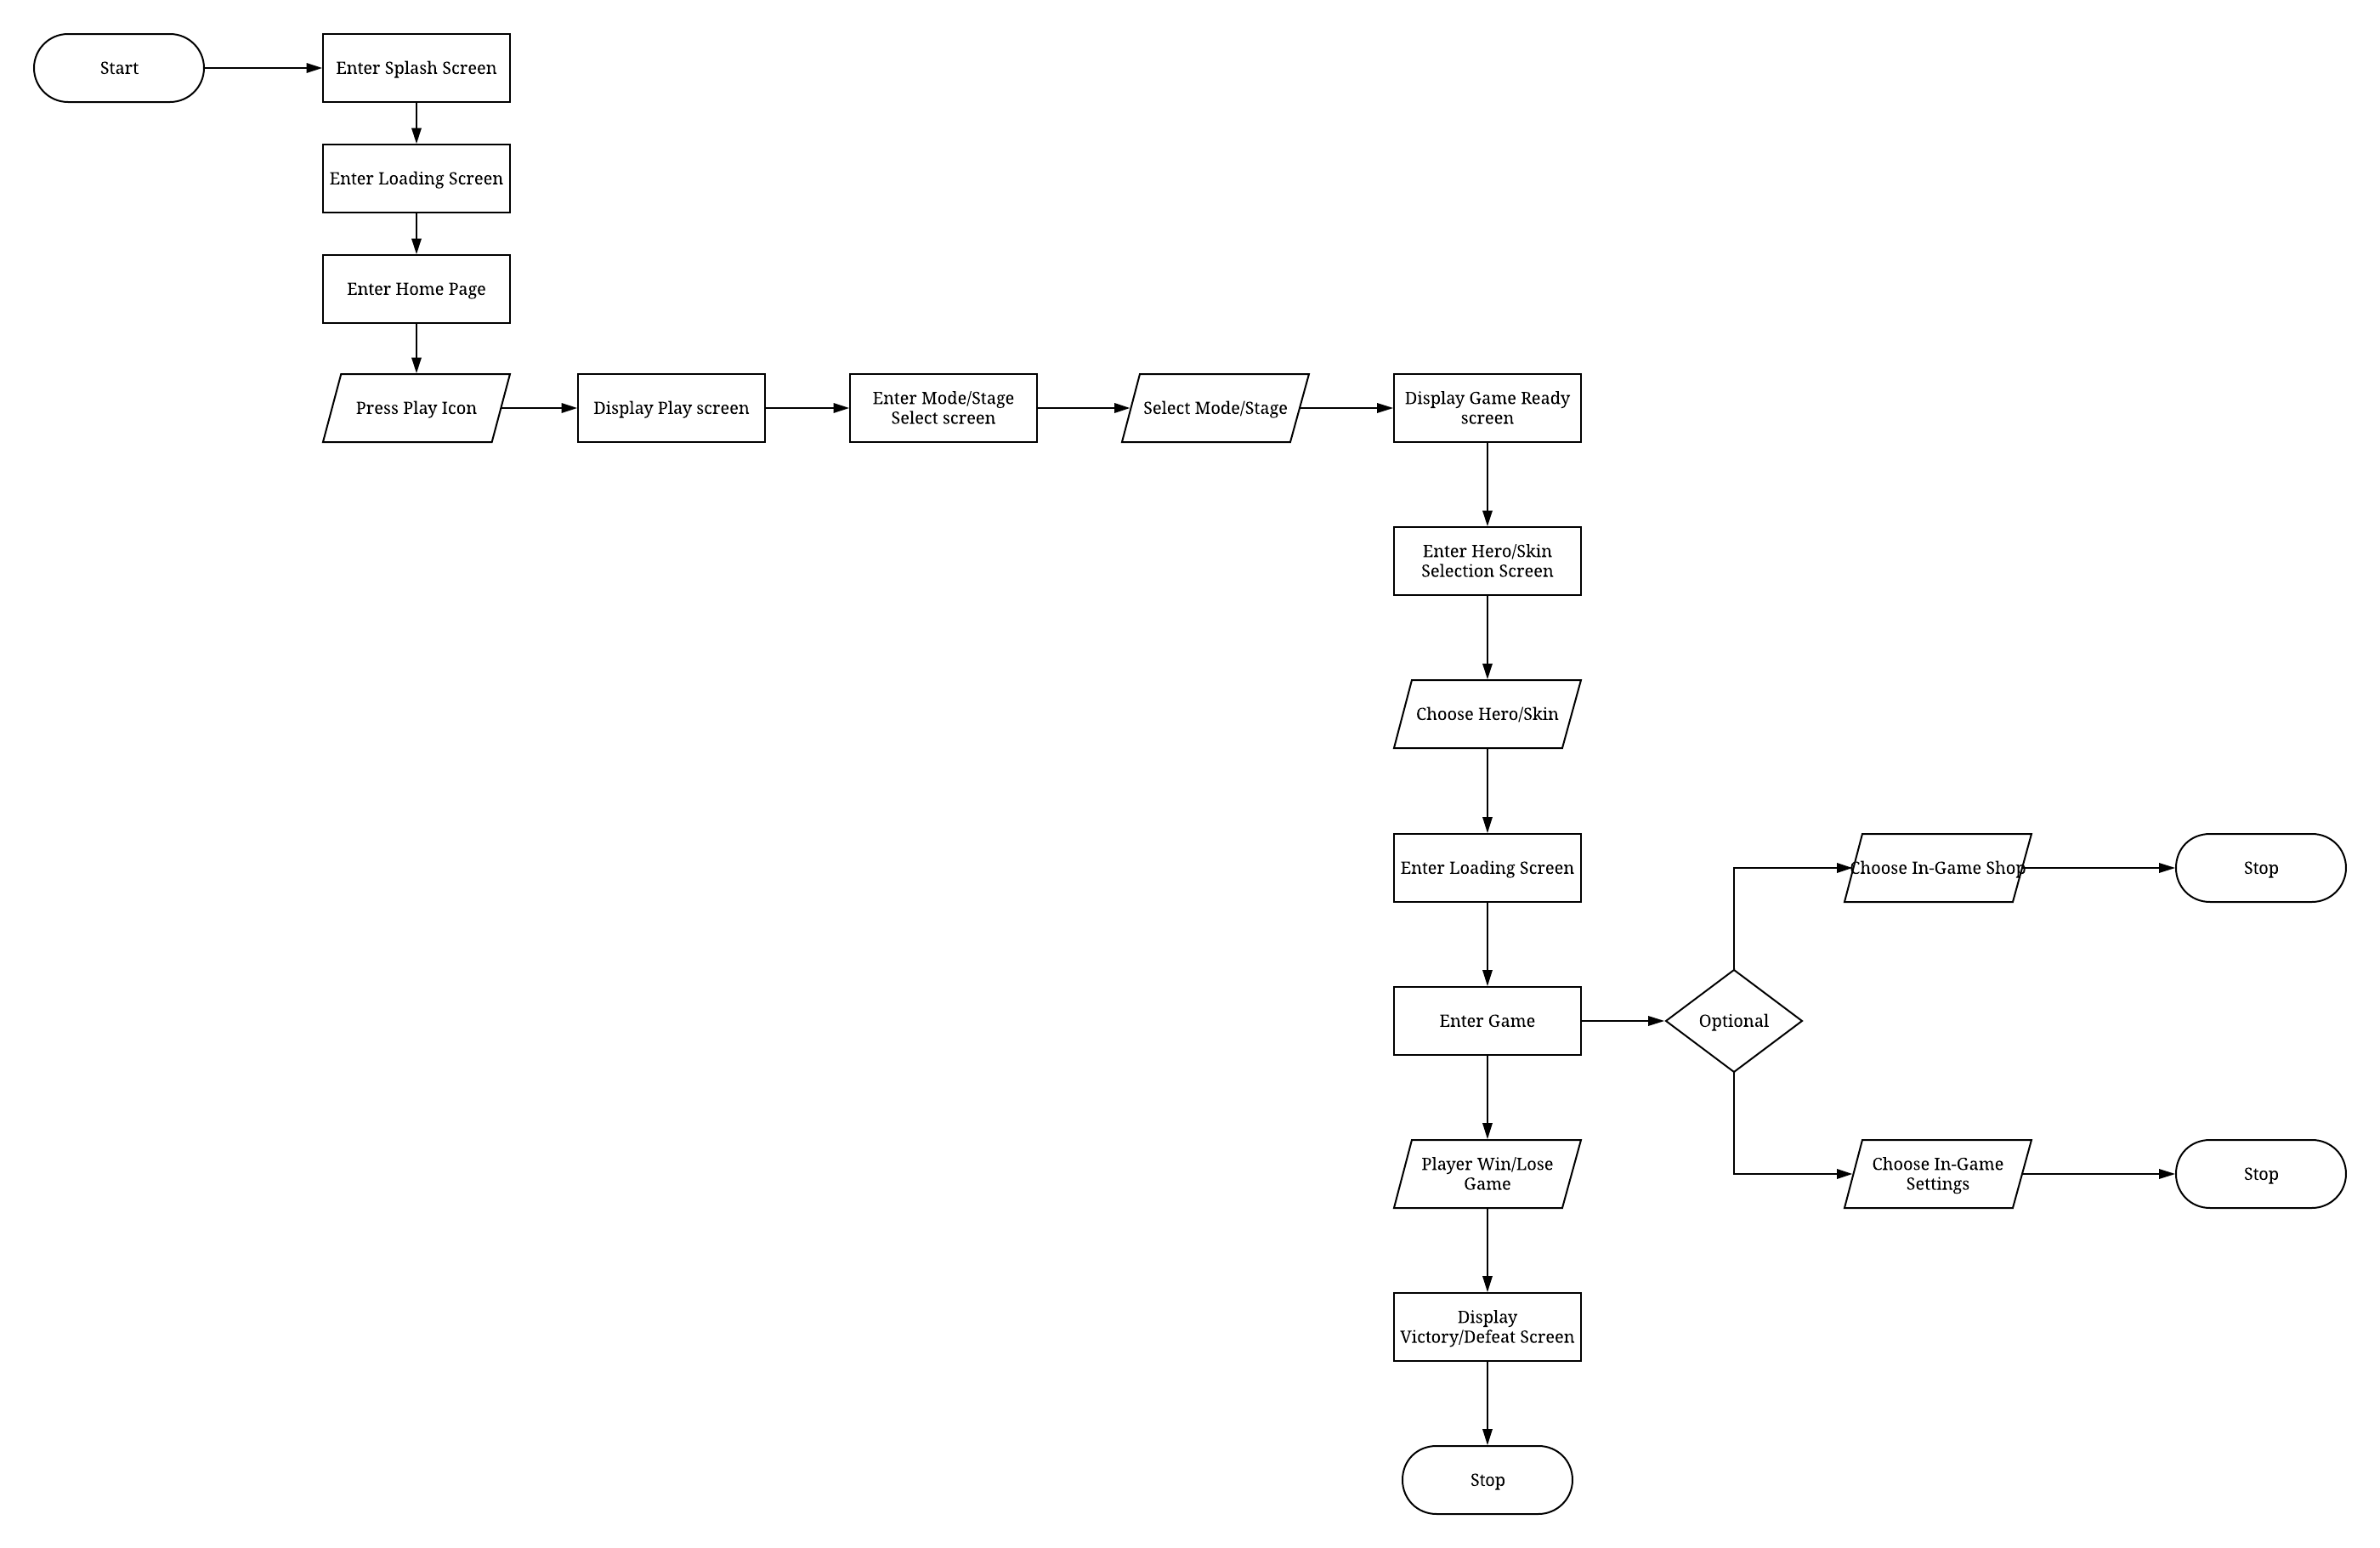 Start
Enter Splash Screen
Enter Loading Screen
Enter Home Page
Press Play Icon
Display Play screen
Enter Mode/Stage
Select screen
Select Mode/Stage
Display Game Ready
screen
Enter Hero/Skin
Selection Screen
Choose Hero/Skin
Enter Loading Screen
Choose In-Game Shop
Stop
Enter Game
Optional
Player Win/Lose
Game
Choose In-Game
Settings
Stop
Display
Victory/Defeat Screen
Stop